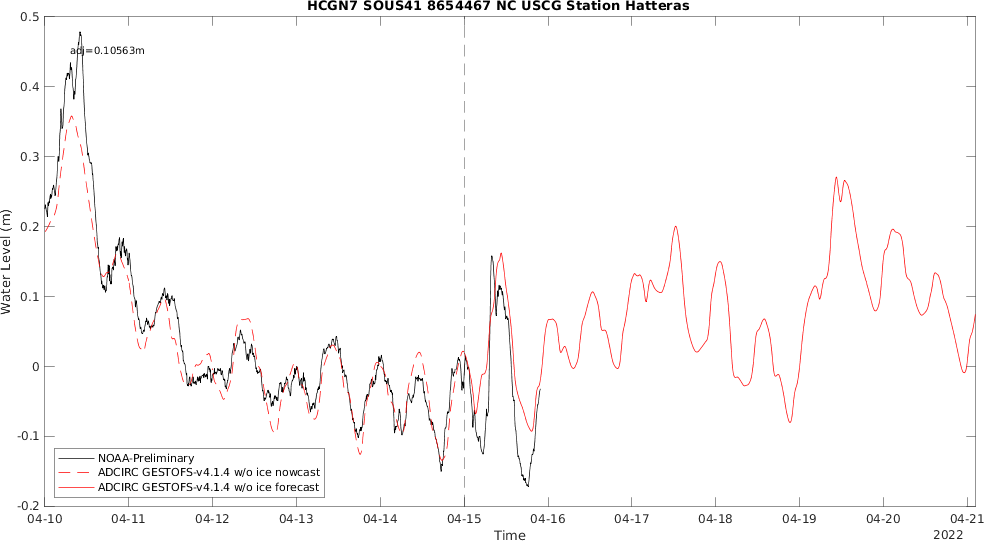 HCGN7 SOUS41 8654467 NC USCG Station Hatteras
0.5
adj=0.10563m
0.4
0.3
0.2
0.1
0
-0.1
-0.2
Water Level (m)
NOAA-Preliminary
ADCIRC GESTOFS-v4.1.4 w/o ice nowcast
ADCIRC GESTOFS-v4.1.4 w/o ice forecast
04-10 04-11 04-12 04-13 04-14 04-15 04-16 04-17 04-18 04-19 04-20 04-21
Time
2022